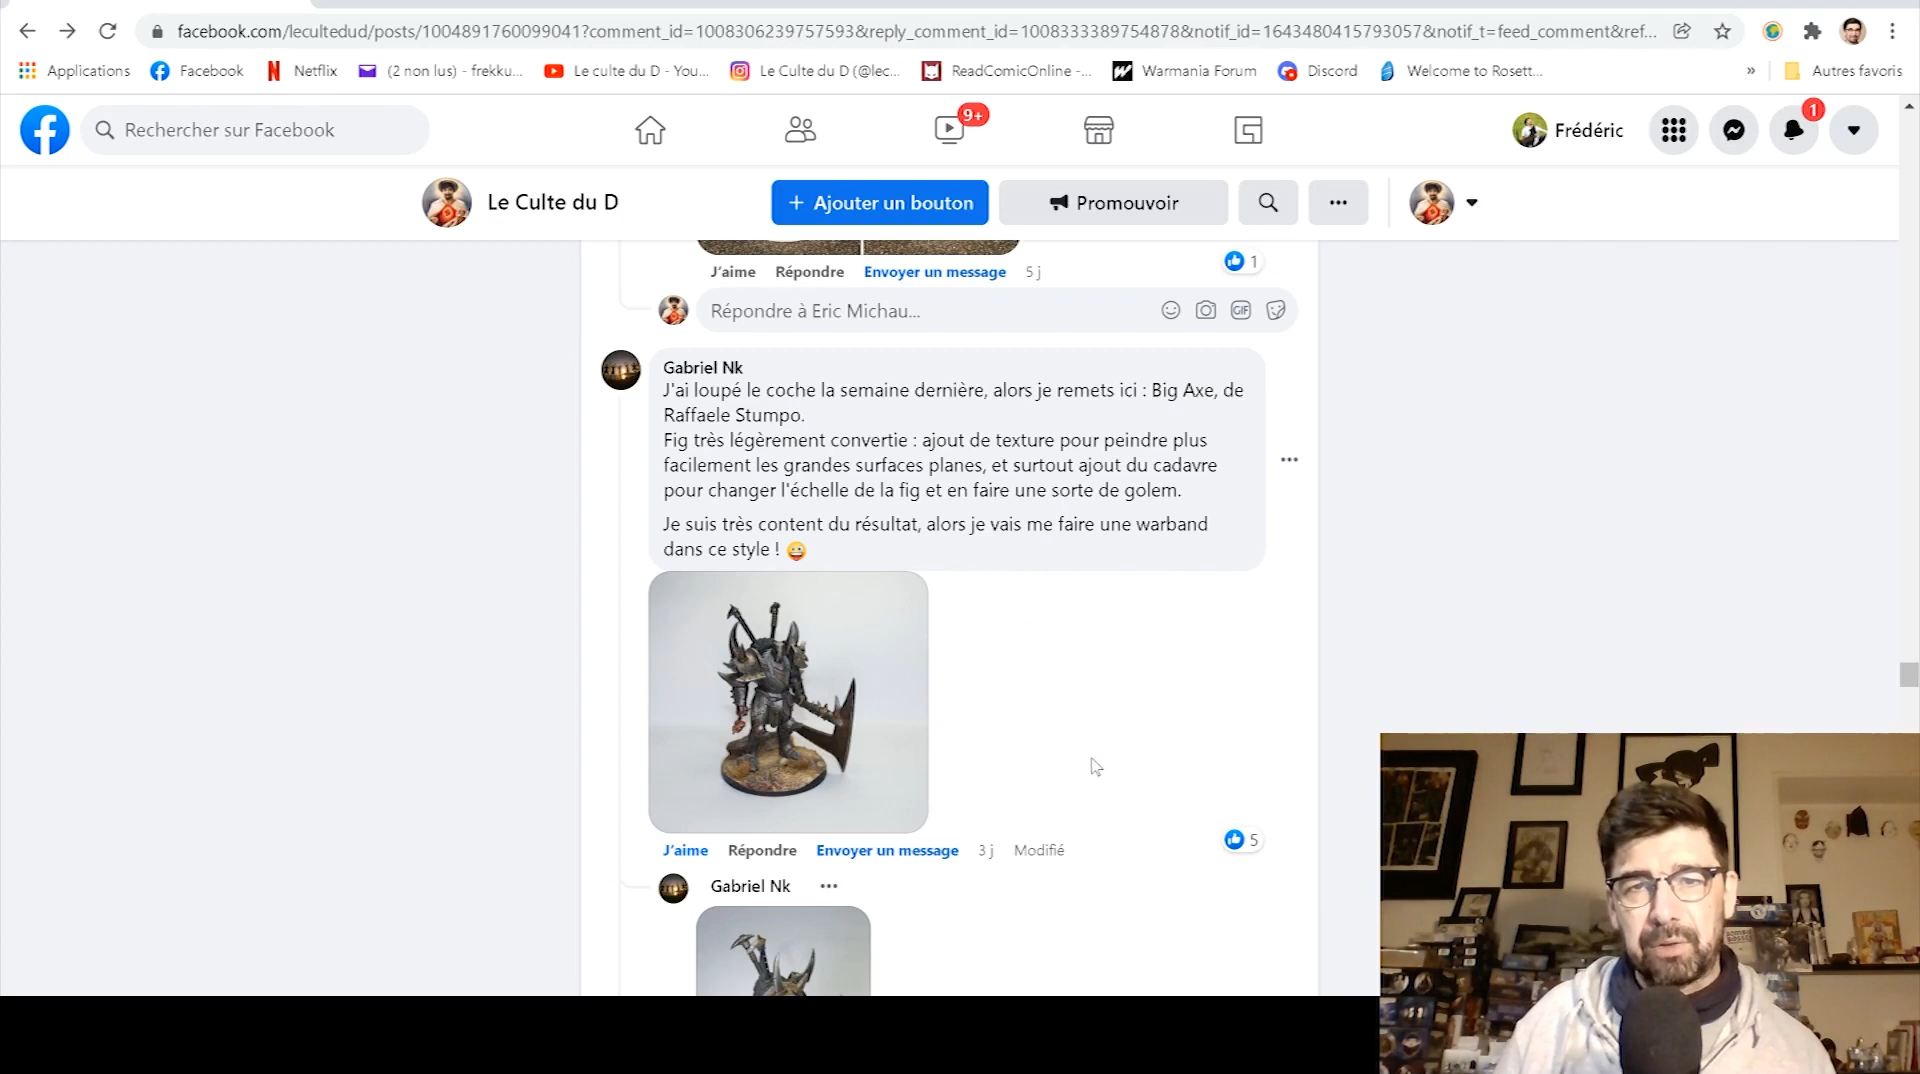 facebook.com/lecultedud/posts/1004891760099041?comment_id=1008306239757593&reply_comment_id=1008333389754878&notif_id=1643480415793057&notif_t=feed_comment&ref...
Applications Facebook Netflix (2 non lus) - frekku... Le culte du D - You... Le Culte du D (@lec... ReadComicOnline -... Warmania Forum Discord Welcome to Rosett... » Autres favoris
Rechercher sur Facebook 9+ Frédéric 1
Le Culte du D + Ajouter un bouton Promouvoir
J'aime Répondre Envoyer un message 5 j 1
Répondre à Eric Michau... GIF
Gabriel Nk
J'ai loupé le coche la semaine dernière, alors je remets ici : Big Axe, de
Raffaele Stumpo.
Fig très légèrement convertie : ajout de texture pour peindre plus
facilement les grandes surfaces planes, et surtout ajout du cadavre
pour changer l'échelle de la fig et en faire une sorte de golem.
Je suis très content du résultat, alors je vais me faire une warband
dans ce style !
J'aime Répondre Envoyer un message 3 j Modifié 5
Gabriel Nk